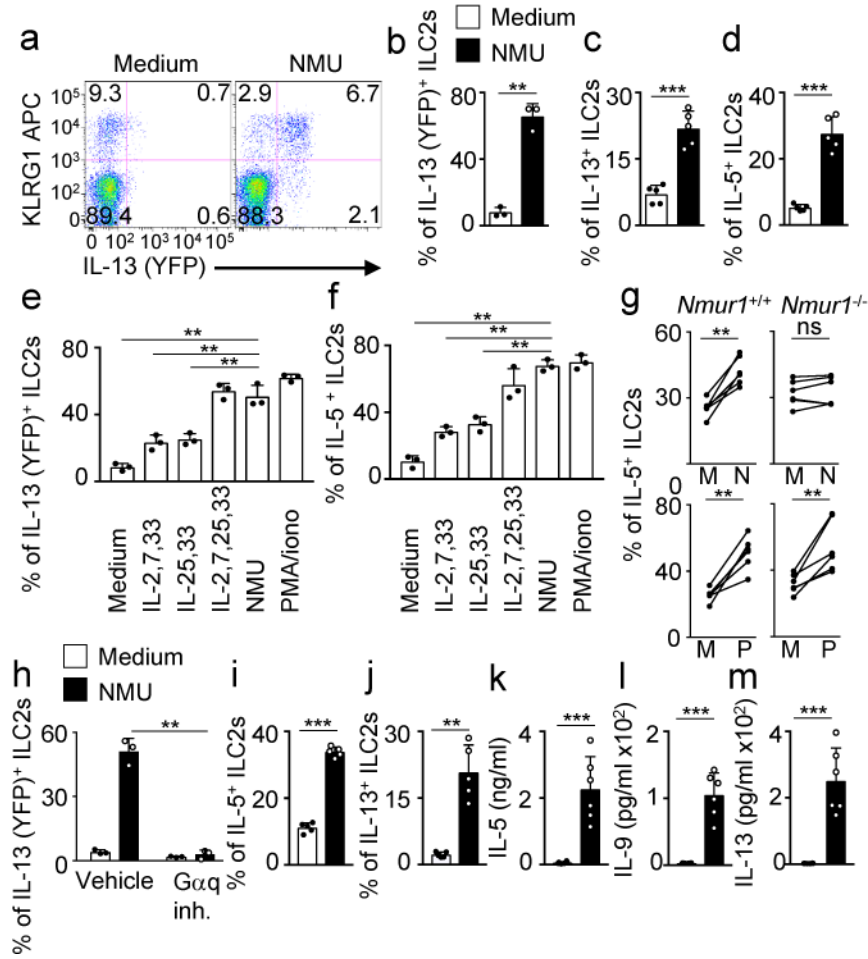 a
Medium
NMU
KLRG1 APC
10⁵
10⁴
10³
10²
0
9.3
0.7
89.4
0.6
2.9
6.7
88.3
2.1
0 10² 10³ 10⁴ 10⁵
0 10² 10³ 10⁴ 10⁵
IL-13 (YFP)
Medium
NMU
b
% of IL-13 (YFP)⁺ ILC2s
80
40
0
**
c
% of IL-13⁺ ILC2s
30
15
0
***
d
% of IL-5⁺ ILC2s
40
20
0
***
e
% of IL-13 (YFP)⁺ ILC2s
80
40
0
**
**
**
Medium
IL-2,7,33
IL-25,33
IL-2,7,25,33
NMU
PMA/iono
f
% of IL-5 ⁺ ILC2s
80
40
0
**
**
**
Medium
IL-2,7,33
IL-25,33
IL-2,7,25,33
NMU
PMA/iono
g
Nmur1⁺/⁺ Nmur1⁻/⁻
% of IL-5⁺ ILC2s
60
30
0
**
ns
M N M N
80
40
0
**
**
M P M P
Medium
NMU
h
% of IL-13 (YFP)⁺ ILC2s
60
30
0
**
Vehicle
Gαq
inh.
i
% of IL-5⁺ ILC2s
40
20
0
***
j
% of IL-13⁺ ILC2s
30
15
0
**
k
IL-5 (ng/ml)
4
2
0
***
l
IL-9 (pg/ml x10²)
2
1
0
***
m
IL-13 (pg/ml x10²)
4
2
0
***